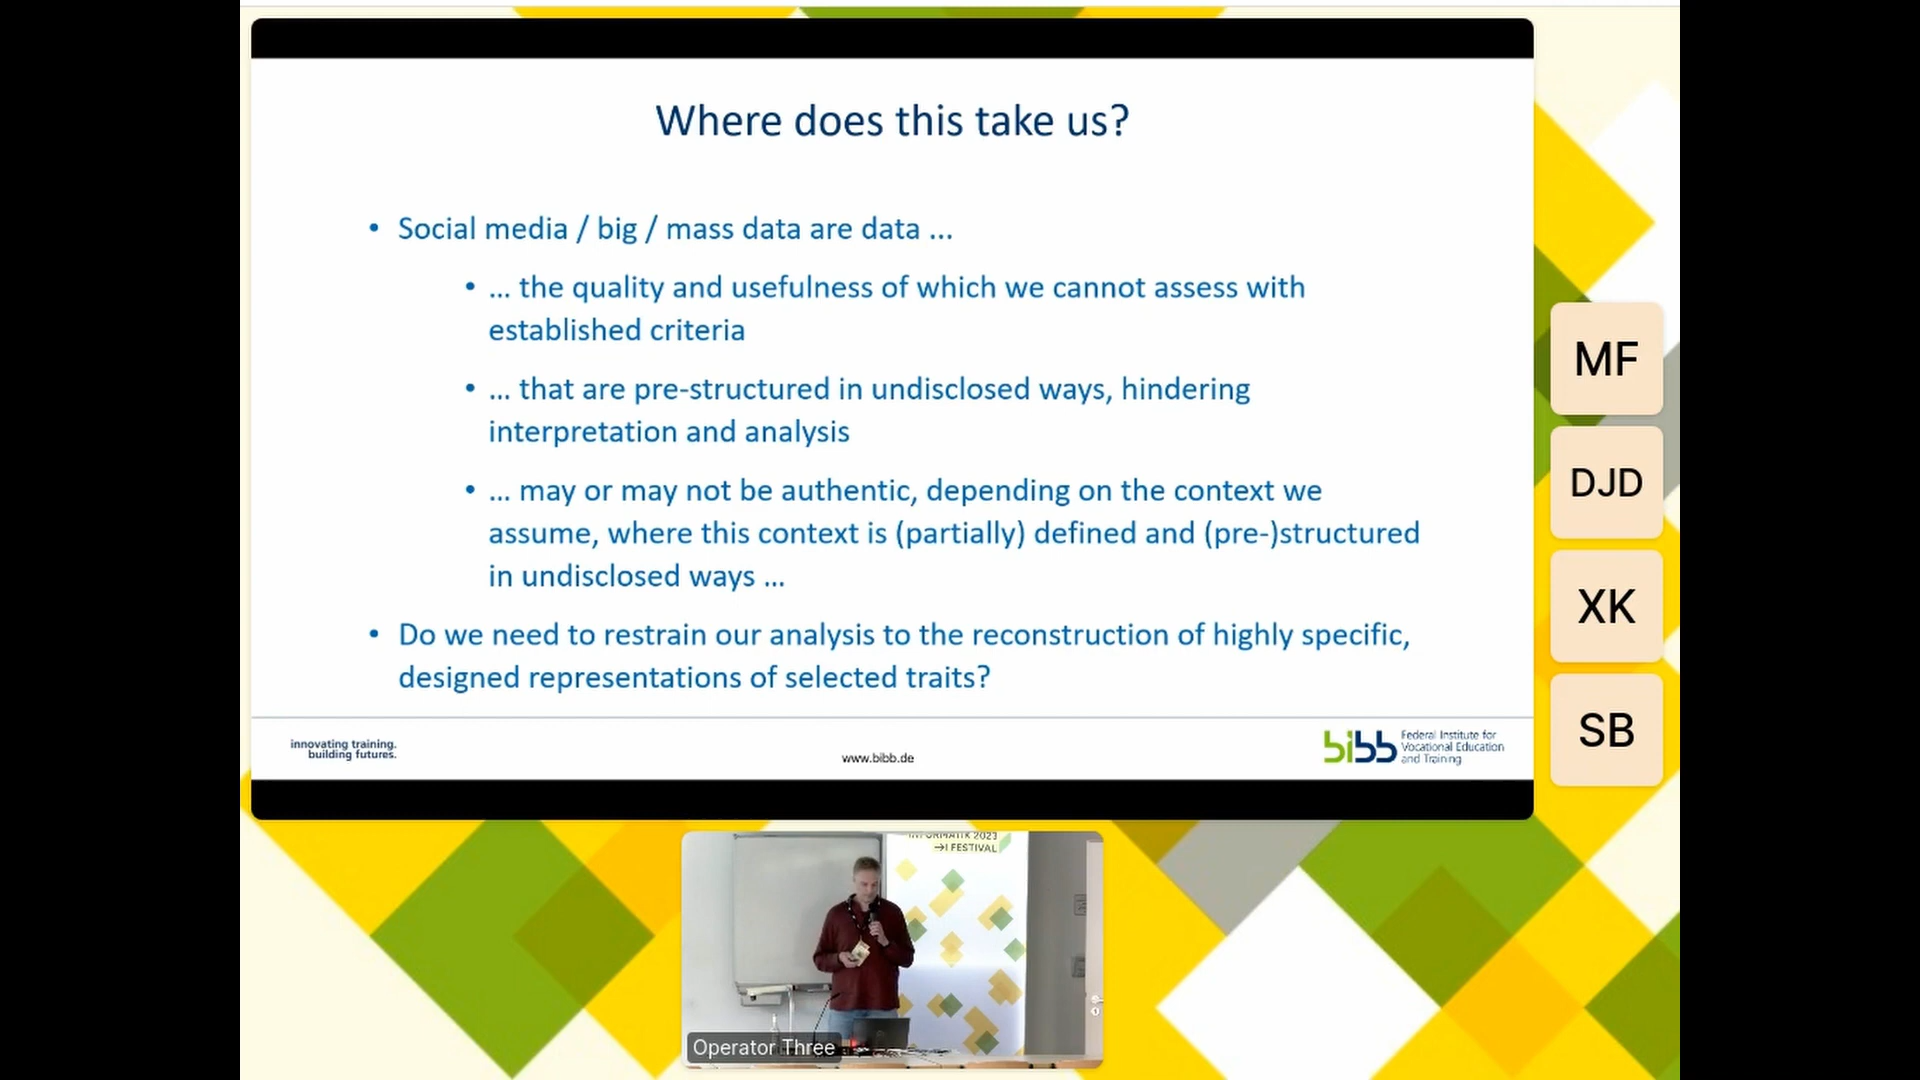 Where does this take us?
• Social media / big / mass data are data ...
• ... the quality and usefulness of which we cannot assess with
established criteria
• ... that are pre-structured in undisclosed ways, hindering
interpretation and analysis
• ... may or may not be authentic, depending on the context we
assume, where this context is (partially) defined and (pre-)structured
in undisclosed ways ...
• Do we need to restrain our analysis to the reconstruction of highly specific,
designed representations of selected traits?
innovating training.
building futures.
www.bibb.de
bibb
Federal Institute for
Vocational Education
and Training
MF
DJD
XK
SB
INFORMATIK 2023
→I FESTIVAL
Operator Three